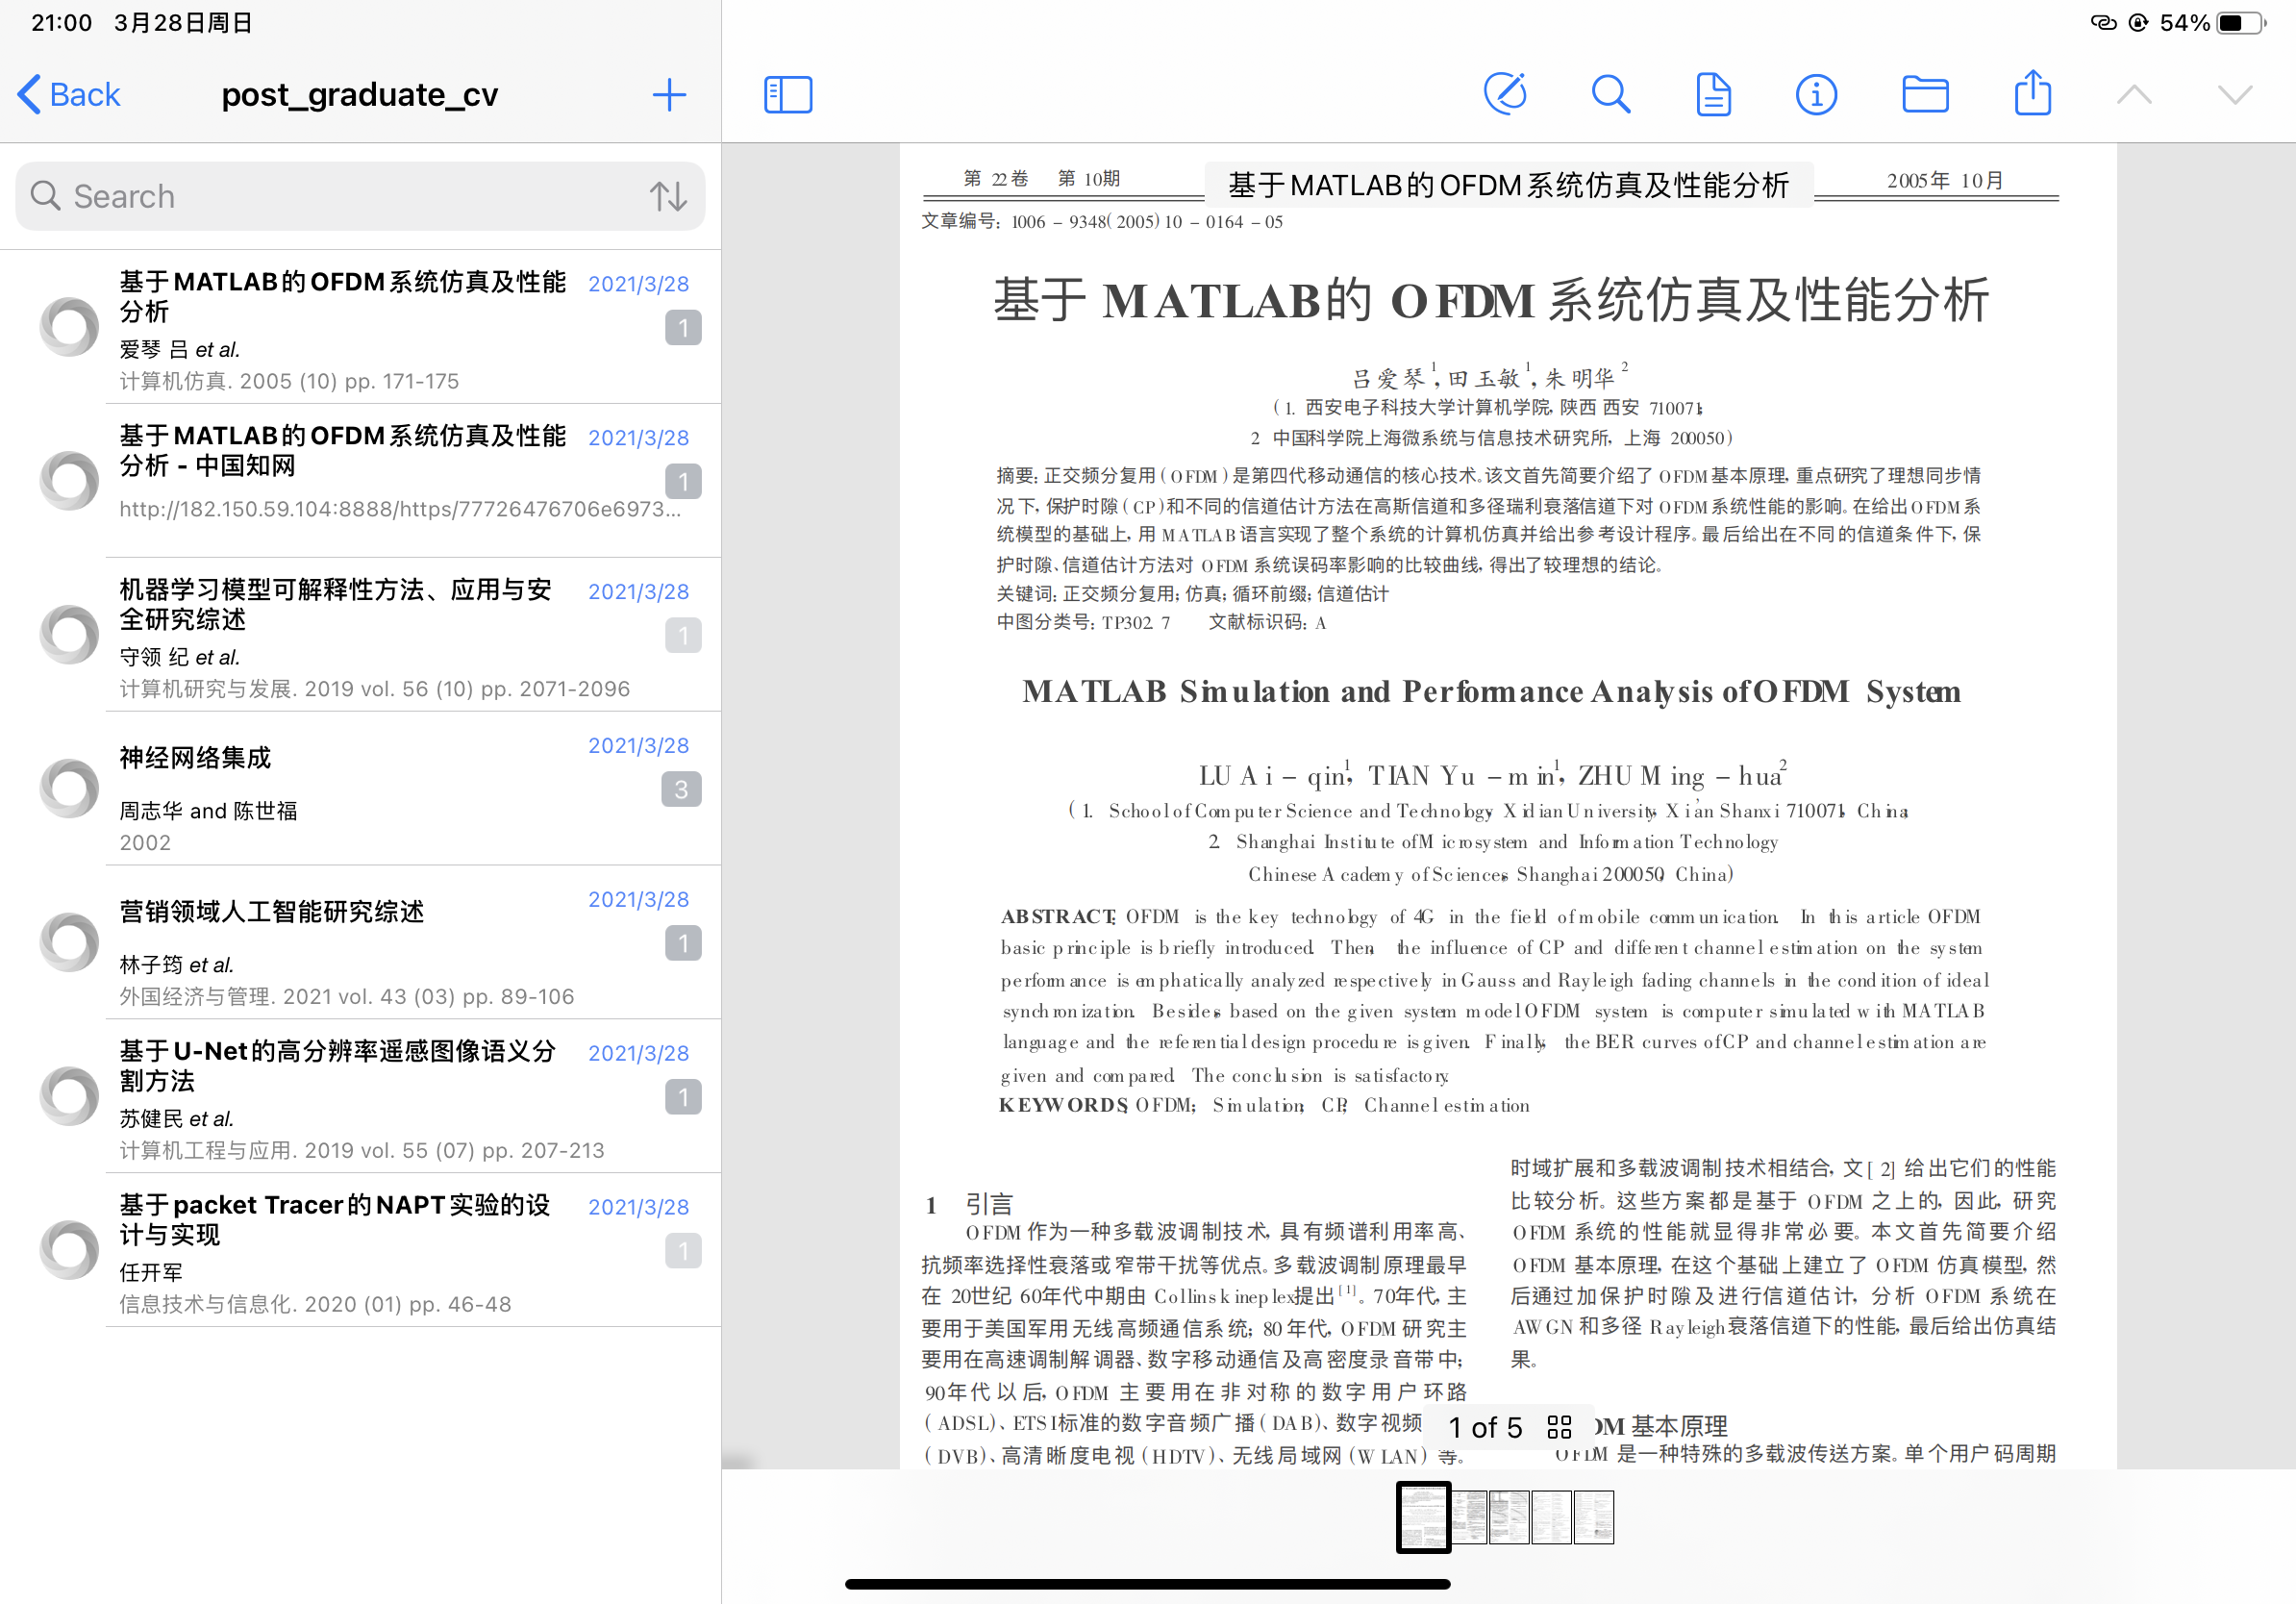 21:00 3月28日周日
54%
Back
post_graduate_cv
Search
基于MATLAB的OFDM系统仿真及性能
分析
2021/3/28
1
爱琴 吕 et al.
计算机仿真. 2005 (10) pp. 171-175
基于MATLAB的OFDM系统仿真及性能
分析 - 中国知网
2021/3/28
1
http://182.150.59.104:8888/https/77726476706e6973...
机器学习模型可解释性方法、应用与安
全研究综述
2021/3/28
1
守领 纪 et al.
计算机研究与发展. 2019 vol. 56 (10) pp. 2071-2096
神经网络集成
2021/3/28
3
周志华 and 陈世福
2002
营销领域人工智能研究综述
2021/3/28
1
林子筠 et al.
外国经济与管理. 2021 vol. 43 (03) pp. 89-106
基于U-Net的高分辨率遥感图像语义分
割方法
2021/3/28
1
苏健民 et al.
计算机工程与应用. 2019 vol. 55 (07) pp. 207-213
基于packet Tracer的NAPT实验的设
计与实现
2021/3/28
1
任开军
信息技术与信息化. 2020 (01) pp. 46-48
第 22卷 第 10期
基于MATLAB的OFDM系统仿真及性能分析
2005年 10月
文章编号: 1006 - 9348(2005)10 - 0164 - 05
基于 MATLAB的 OFDM 系统仿真及性能分析
吕爱琴1, 田玉敏1, 朱明华2
(1. 西安电子科技大学计算机学院, 陕西 西安 710071;
2 中国科学院上海微系统与信息技术研究所, 上海 200050)
摘要: 正交频分复用(OFDM)是第四代移动通信的核心技术。该文首先简要介绍了 OFDM基本原理, 重点研究了理想同步情
况下, 保护时隙(CP)和不同的信道估计方法在高斯信道和多径瑞利衰落信道下对 OFDM系统性能的影响。在给出OFDM系
统模型的基础上, 用 MATLAB语言实现了整个系统的计算机仿真并给出参考设计程序。最后给出在不同的信道条件下, 保
护时隙、信道估计方法对 OFDM 系统误码率影响的比较曲线, 得出了较理想的结论。
关键词: 正交频分复用; 仿真; 循环前缀; 信道估计
中图分类号: TP302. 7 文献标识码: A
MATLAB Simulation and Performance Analysis of OFDM System
LU Ai - qin1, TIAN Yu - min1, ZHU Ming - hua2
(1. School of Computer Science and Technology, Xidian University, Xi'an Shanxi 710071, China;
2. Shanghai Institute of Microsystem and Information Technology
Chinese Academy of Sciences, Shanghai 200050, China)
ABSTRACT: OFDM is the key technology of 4G in the field of mobile communication. In this article OFDM
basic principle is briefly introduced. Then, the influence of CP and different channel estimation on the system
performance is emphatically analyzed respectively in Gauss and Rayleigh fading channels in the condition of ideal
synchronization. Besides, based on the given system model OFDM system is computer simulated with MATLAB
language and the referential design procedure is given. Finally, the BER curves of CP and channel estimation are
given and compared. The conclusion is satisfactory.
KEYWORDS: OFDM; Simulation; CP; Channel estimation
1 引言
OFDM 作为一种多载波调制技术, 具有频谱利用率高、
抗频率选择性衰落或窄带干扰等优点。多载波调制原理最早
在 20世纪 60年代中期由 Collins kineplex提出[1]。70年代, 主
要用于美国军用无线高频通信系统; 80年代, OFDM 研究主
要用在高速调制解调器、数字移动通信及高密度录音带中;
90年代以后, OFDM 主要用在非对称的数字用户环路
(ADSL)、ETSI标准的数字音频广播(DAB)、数字视频
(DVB)、高清晰度电视(HDTV)、无线局域网(WLAN)等。
时域扩展和多载波调制技术相结合, 文[2]给出它们的性能
比较分析。这些方案都是基于 OFDM 之上的, 因此, 研究
OFDM 系统的性能就显得非常必要。本文首先简要介绍
OFDM 基本原理, 在这个基础上建立了 OFDM 仿真模型, 然
后通过加保护时隙及进行信道估计, 分析 OFDM 系统在
AWGN 和多径 Rayleigh衰落信道下的性能, 最后给出仿真结
果。
1 of 5
DM 基本原理
OFDM 是一种特殊的多载波传送方案。单个用户码周期